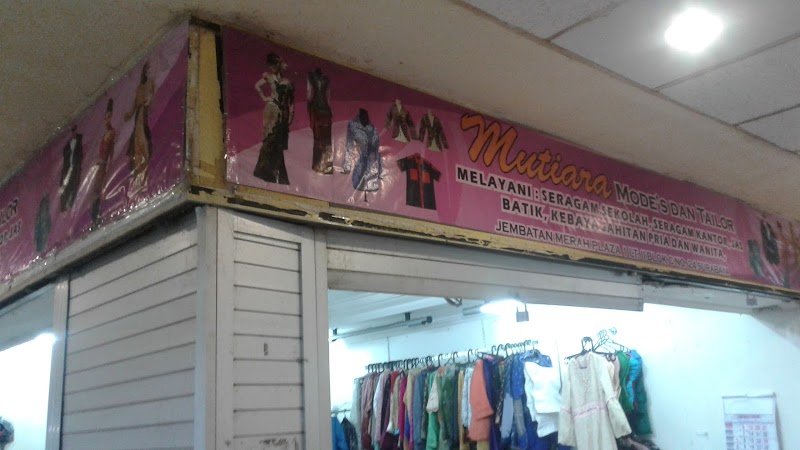 Mutiara MODE'S DAN TAILOR
MELAYANI : SERAGAM SEKOLAH, SERAGAM KANTOR, JAS
BATIK, KEBAYA, JAHITAN PRIA DAN WANITA.
JEMBATAN MERAH PLAZA